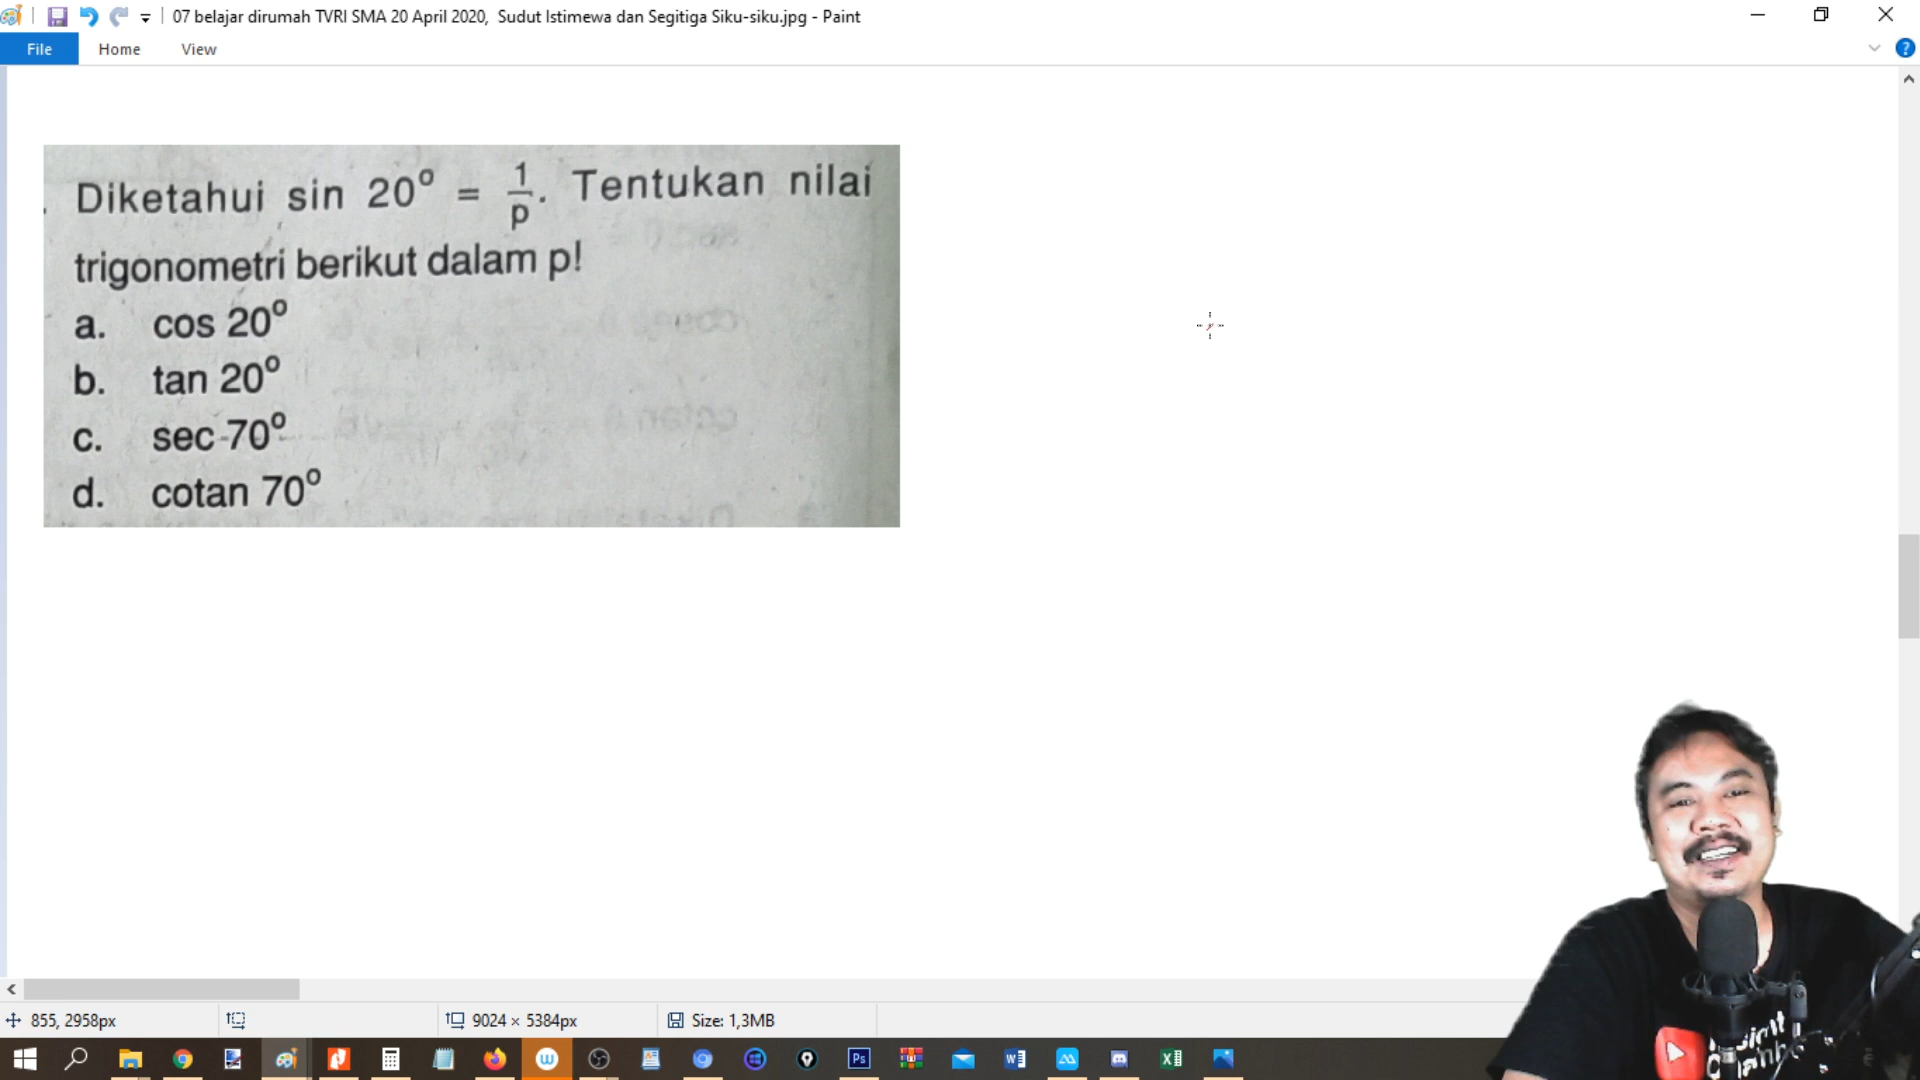 07 belajar dirumah TVRI SMA 20 April 2020, Sudut Istimewa dan Segitiga Siku-siku.jpg - Paint
File Home View
Diketahui sin 20° = 1/p. Tentukan nilai
trigonometri berikut dalam p!
a. cos 20°
b. tan 20°
c. sec 70°
d. cotan 70°
855, 2958px 9024 × 5384px Size: 1,3MB